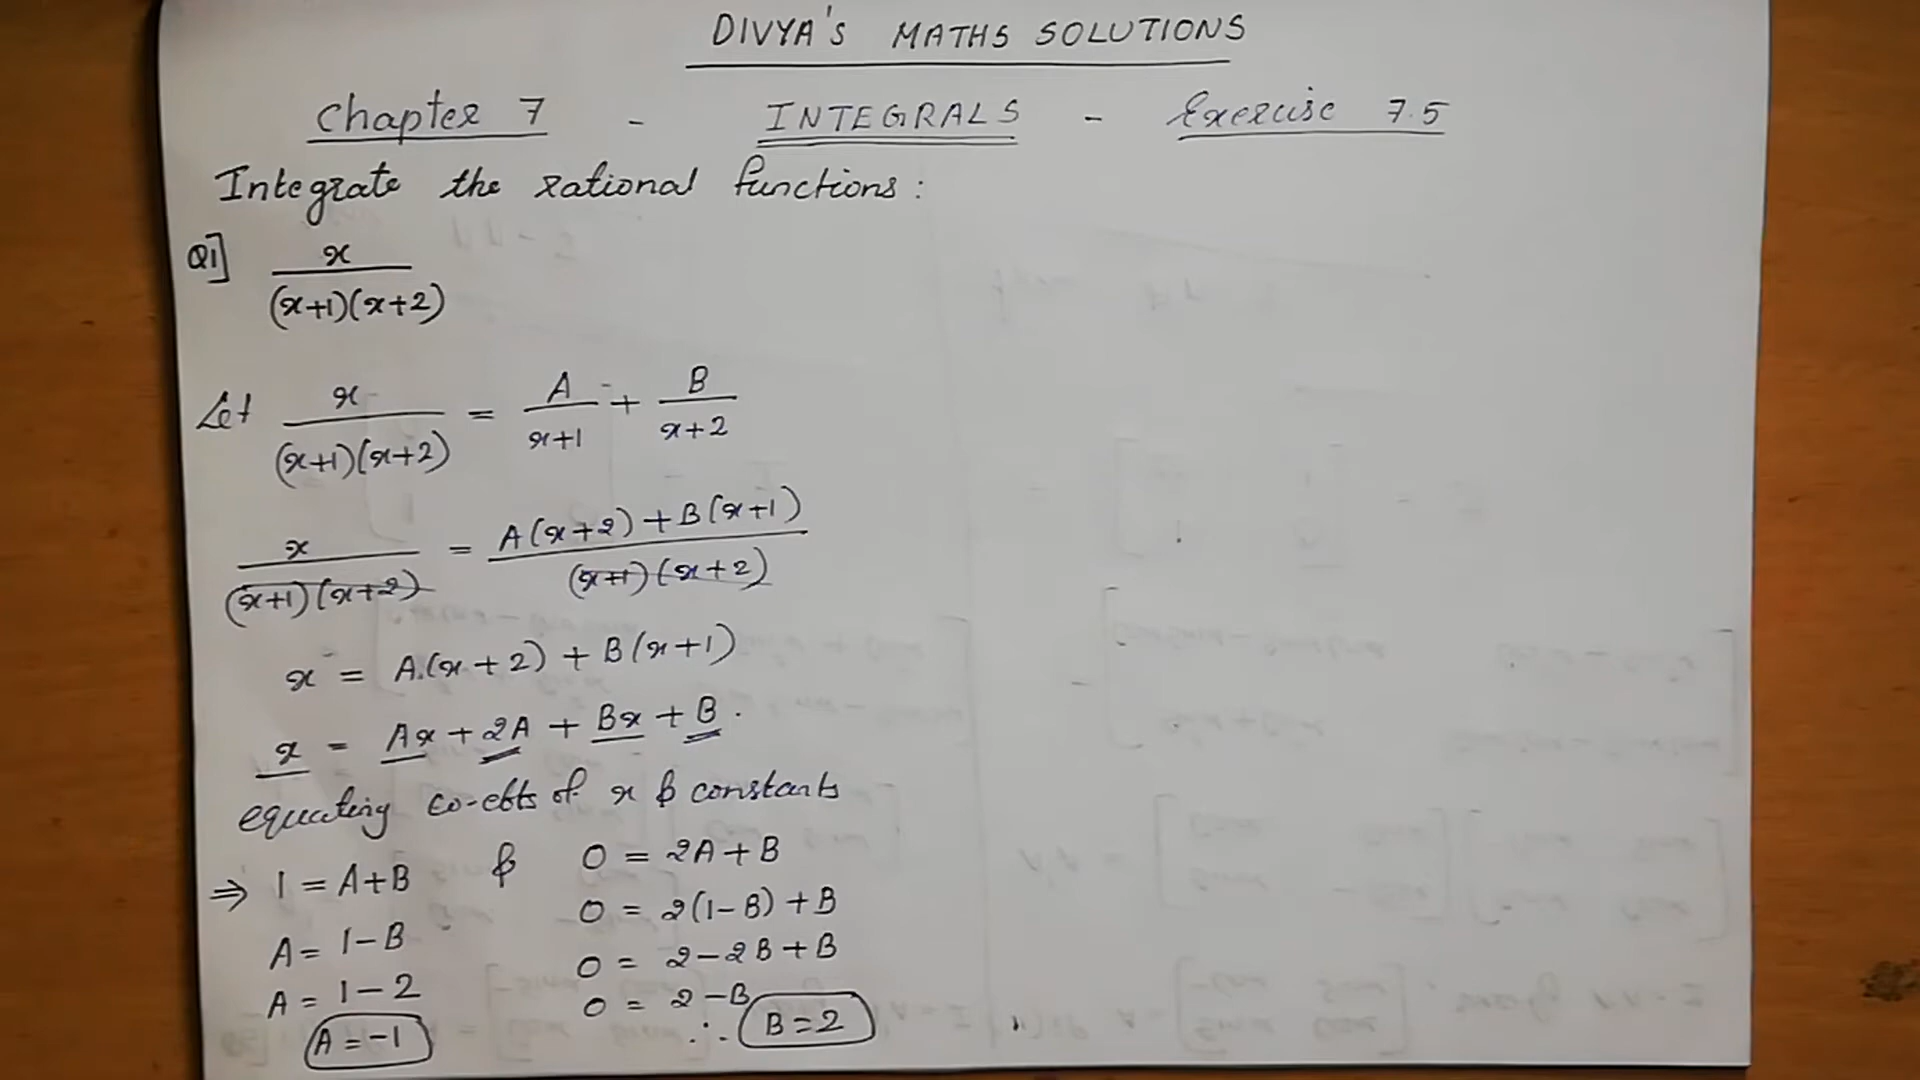 DIVYA'S MATHS SOLUTIONS
Chapter 7 - INTEGRALS - Exercise 7.5
Integrate the rational functions:
Q1] x/((x+1)(x+2))
Let x/((x+1)(x+2)) = A/(x+1) + B/(x+2)
x/((x+1)(x+2)) = (A(x+2)+B(x+1))/((x+1)(x+2))
x = A.(x+2) + B(x+1)
x = Ax + 2A + Bx + B.
equating co-effts of x & constants
⇒ 1 = A+B & 0 = 2A+B
A = 1-B 0 = 2(1-B)+B
A = 1-2 0 = 2-2B+B
A = -1 0 = 2-B
∴ B = 2